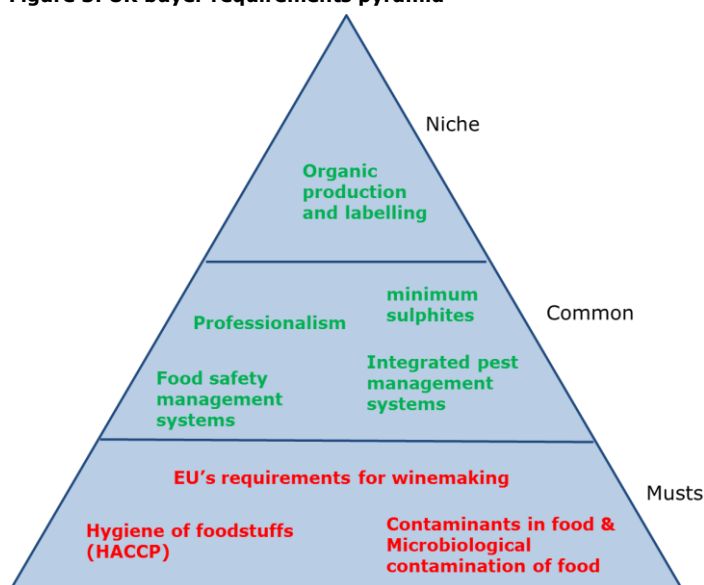 Niche
Organic
production
and labelling
minimum
sulphites
Common
Professionalism
Integrated pest
management
systems
Food safety
management
systems
EU's requirements for winemaking
Musts
Hygiene of foodstuffs
(HACCP)
Contaminants in food &
Microbiological
contamination of food